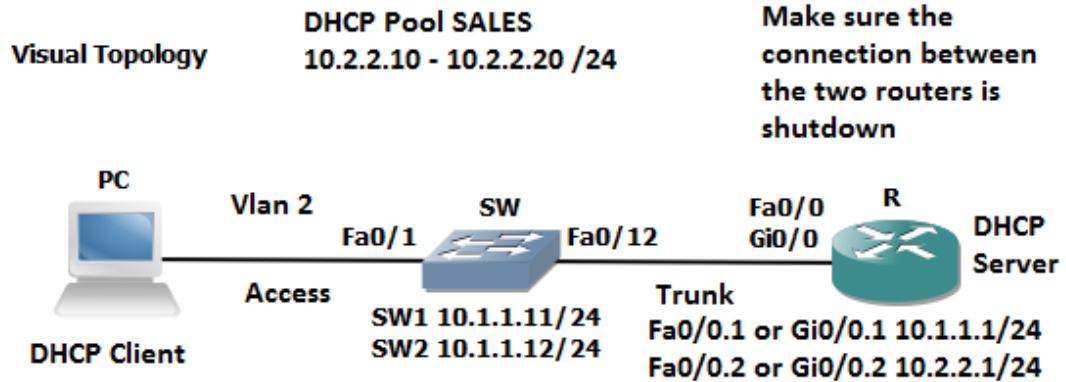 Visual Topology
DHCP Pool SALES
10.2.2.10 - 10.2.2.20 /24
Make sure the
connection between
the two routers is
shutdown
PC
Vlan 2
Fa0/1
Access
DHCP Client
SW
Fa0/12
SW1 10.1.1.11/24
SW2 10.1.1.12/24
Fa0/0
Gi0/0
R
DHCP
Server
Trunk
Fa0/0.1 or Gi0/0.1 10.1.1.1/24
Fa0/0.2 or Gi0/0.2 10.2.2.1/24